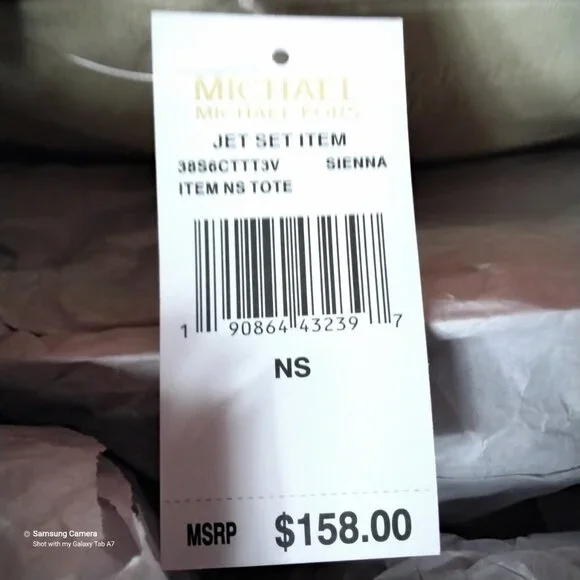 MICHAEL
MICHAEL KORS
JET SET ITEM
38S6CTTT3V SIENNA
ITEM NS TOTE
1 90864 43239 7
NS
MSRP $158.00
Samsung Camera
Shot with my Galaxy Tab A7